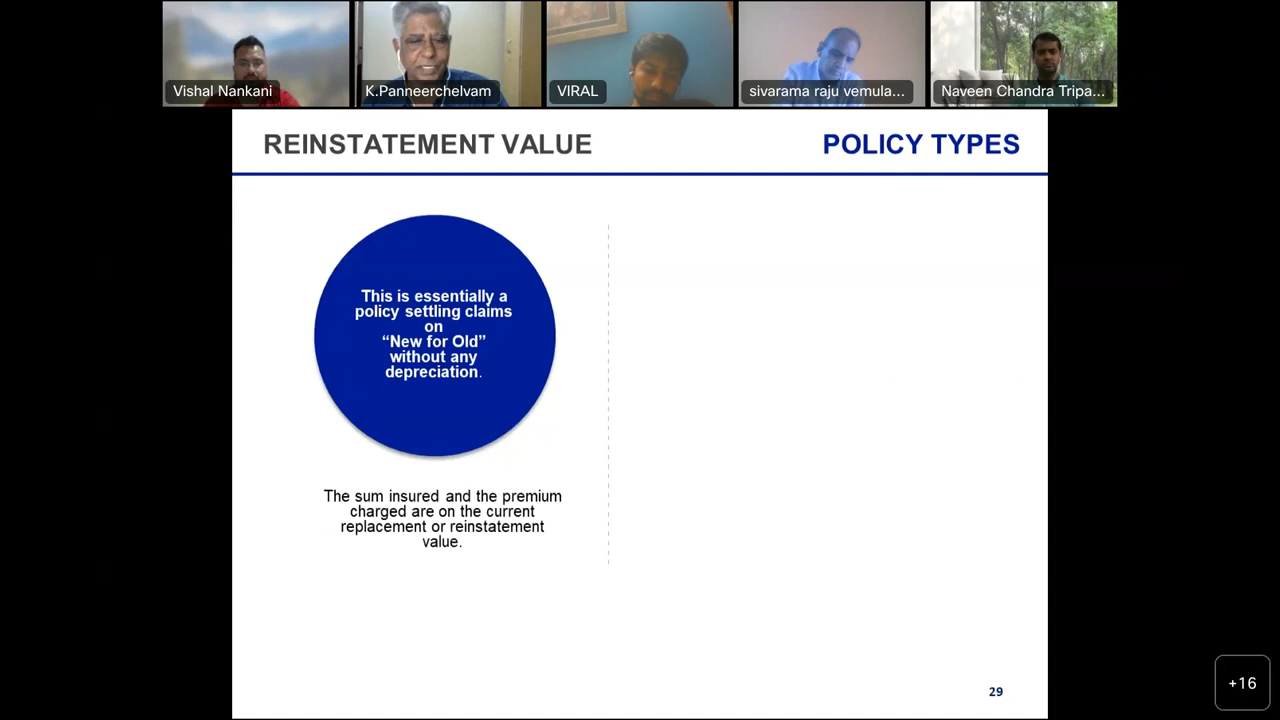 Vishal Nankani
K.Panneerchelvam
VIRAL
sivarama raju vemula...
Naveen Chandra Tripa...
REINSTATEMENT VALUE
POLICY TYPES
This is essentially a
policy settling claims
on
“New for Old”
without any
depreciation.
The sum insured and the premium
charged are on the current
replacement or reinstatement
value.
29
+16